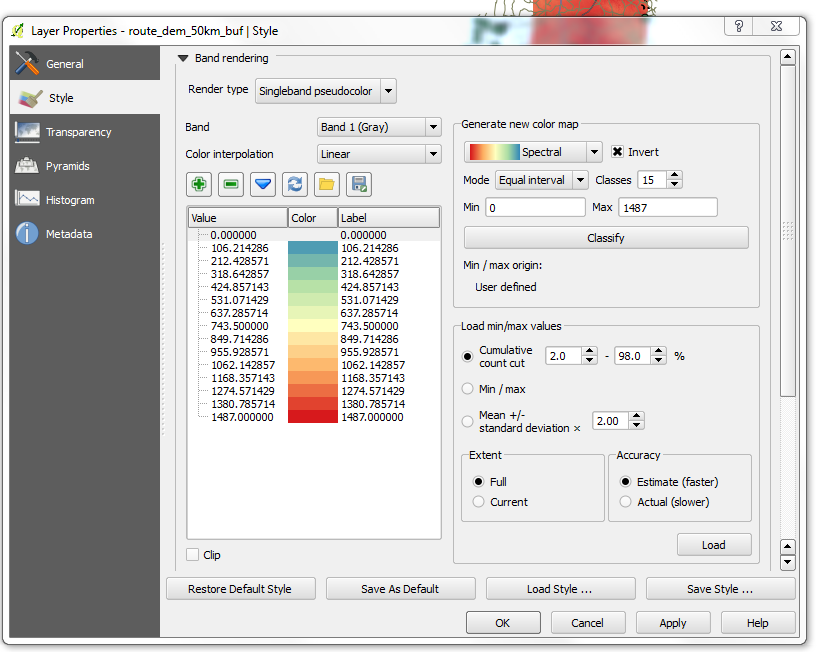 Layer Properties - route_dem_50km_buf | Style
General
Style
Transparency
Pyramids
Histogram
Metadata
Band rendering
Render type Singleband pseudocolor
Band Band 1 (Gray)
Color interpolation Linear
Value Color Label
0.000000 0.000000
106.214286 106.214286
212.428571 212.428571
318.642857 318.642857
424.857143 424.857143
531.071429 531.071429
637.285714 637.285714
743.500000 743.500000
849.714286 849.714286
955.928571 955.928571
1062.142857 1062.142857
1168.357143 1168.357143
1274.571429 1274.571429
1380.785714 1380.785714
1487.000000 1487.000000
Clip
Generate new color map
Spectral Invert
Mode Equal interval Classes 15
Min 0 Max 1487
Classify
Min / max origin:
User defined
Load min/max values
Cumulative
count cut 2.0 - 98.0 %
Min / max
Mean +/-
standard deviation × 2.00
Extent
Full
Current
Accuracy
Estimate (faster)
Actual (slower)
Load
Restore Default Style Save As Default Load Style ... Save Style ...
OK Cancel Apply Help